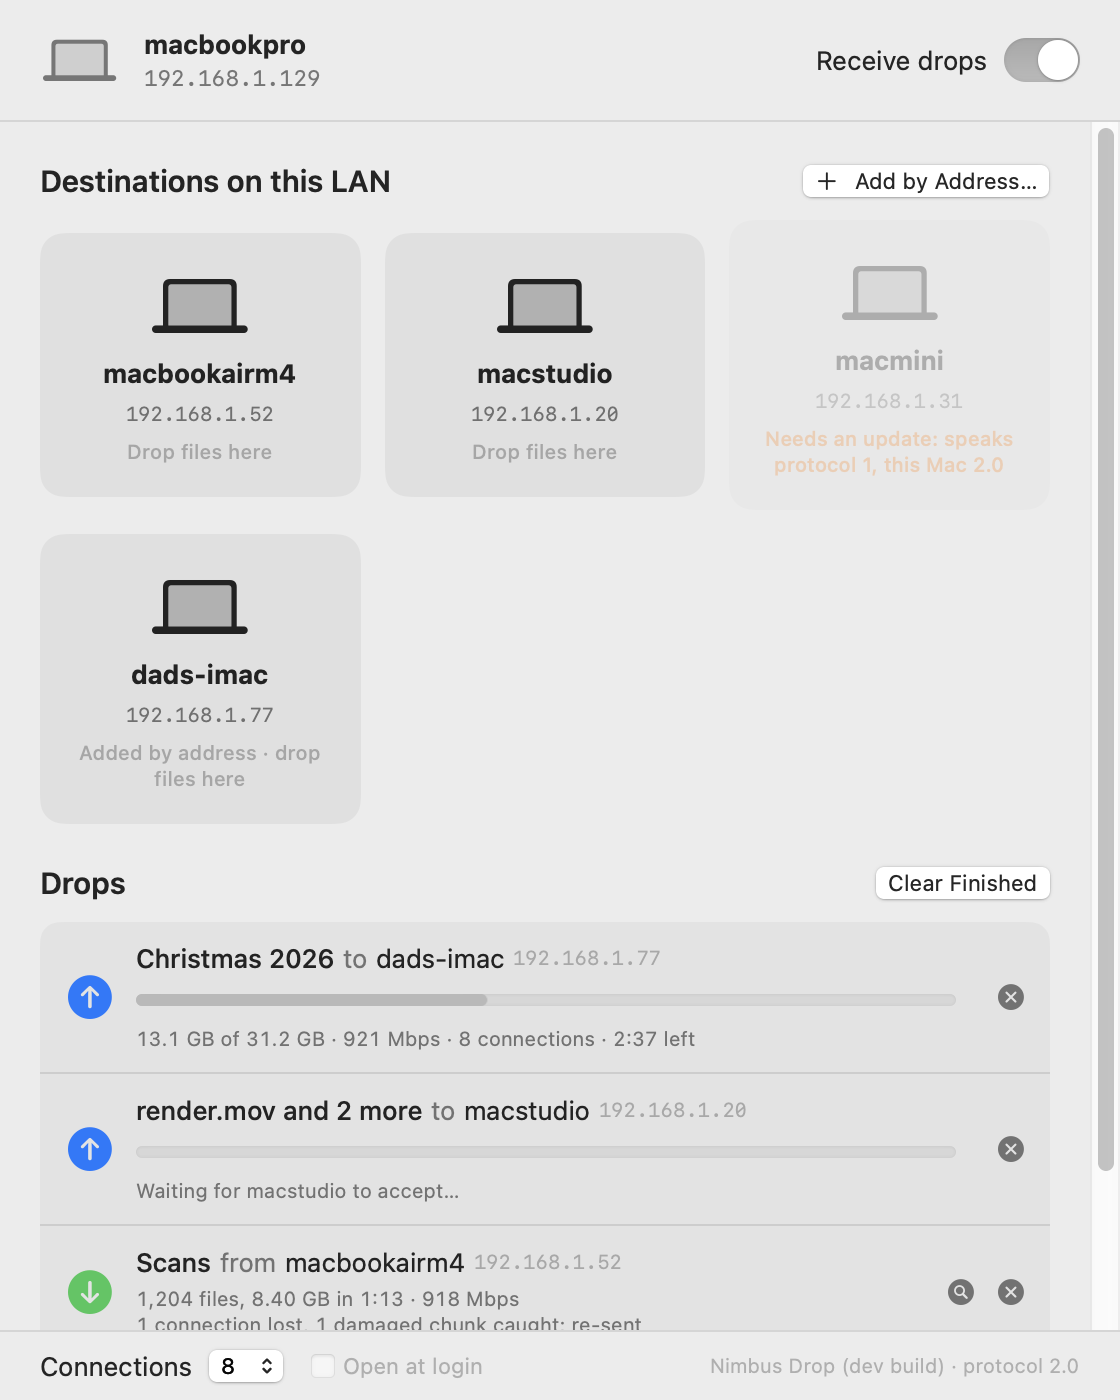 macbookpro
192.168.1.129
Receive drops
Destinations on this LAN
+ Add by Address...
macbookairm4
192.168.1.52
Drop files here
macstudio
192.168.1.20
Drop files here
macmini
192.168.1.31
Needs an update: speaks
protocol 1, this Mac 2.0
dads-imac
192.168.1.77
Added by address · drop
files here
Drops
Clear Finished
Christmas 2026 to dads-imac 192.168.1.77
13.1 GB of 31.2 GB · 921 Mbps · 8 connections · 2:37 left
render.mov and 2 more to macstudio 192.168.1.20
Waiting for macstudio to accept...
Scans from macbookairm4 192.168.1.52
1,204 files, 8.40 GB in 1:13 · 918 Mbps
1 connection lost, 1 damaged chunk caught: re-sent
Connections 8
Open at login
Nimbus Drop (dev build) · protocol 2.0